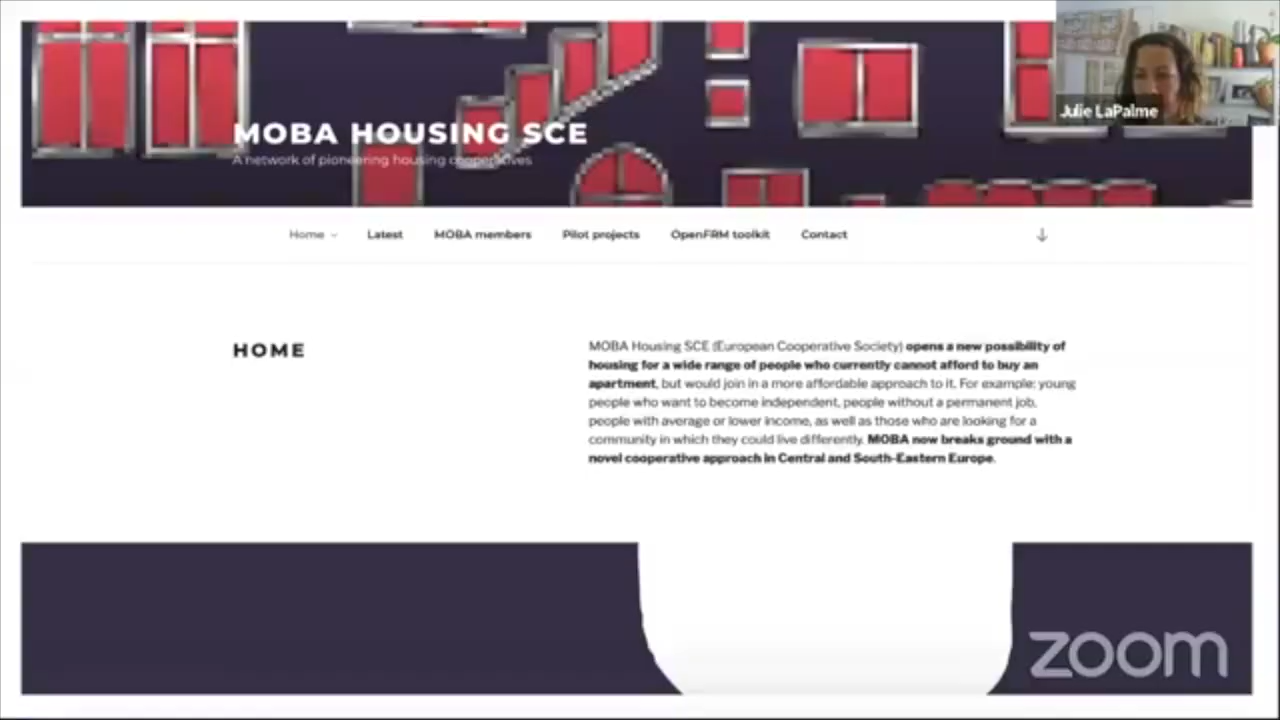 Julie LaPalme
MOBA HOUSING SCE
A network of pioneering housing cooperatives
Home
Latest
MOBA members
Pilot projects
OpenFRM toolkit
Contact
HOME
MOBA Housing SCE (European Cooperative Society) opens a new possibility of
housing for a wide range of people who currently cannot afford to buy an
apartment, but would join in a more affordable approach to it. For example: young
people who want to become independent, people without a permanent job,
people with average or lower income, as well as those who are looking for a
community in which they could live differently. MOBA now breaks ground with a
novel cooperative approach in Central and South-Eastern Europe.
zoom